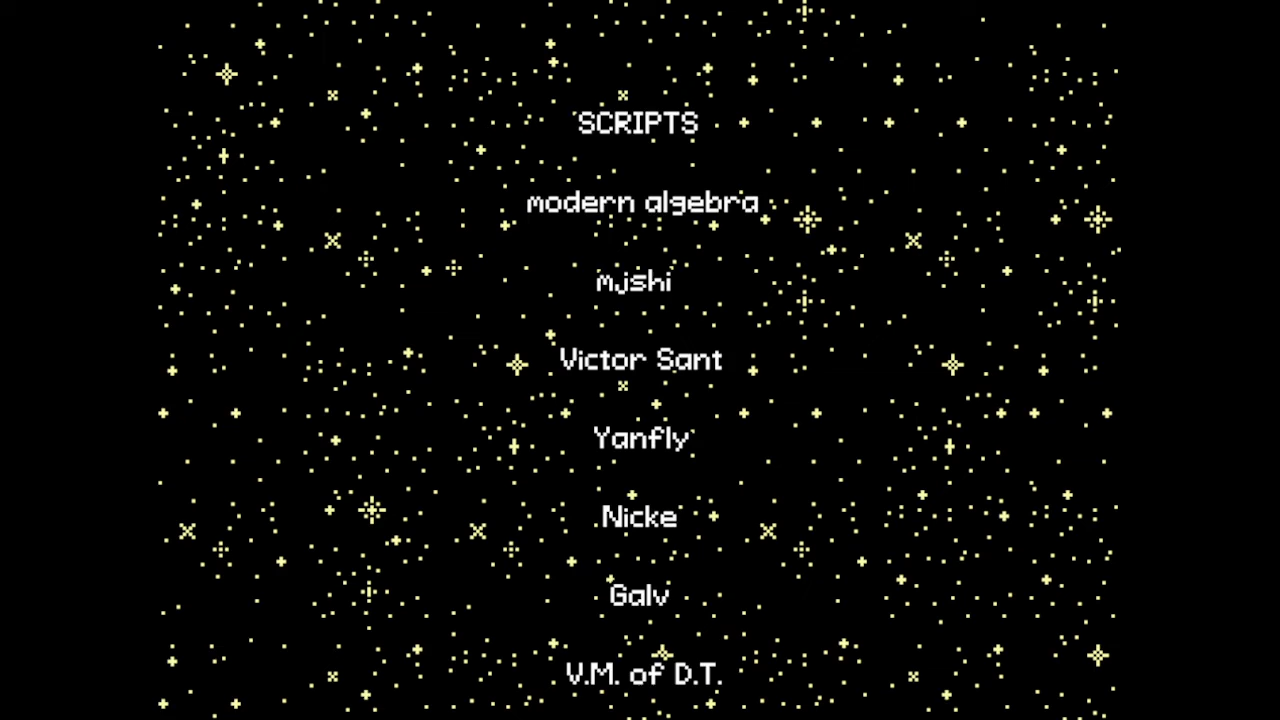 SCRIPTS
modern algebra
mjshi
Victor Sant
Yanfly
Nicke
Galv
V.M. of D.T.